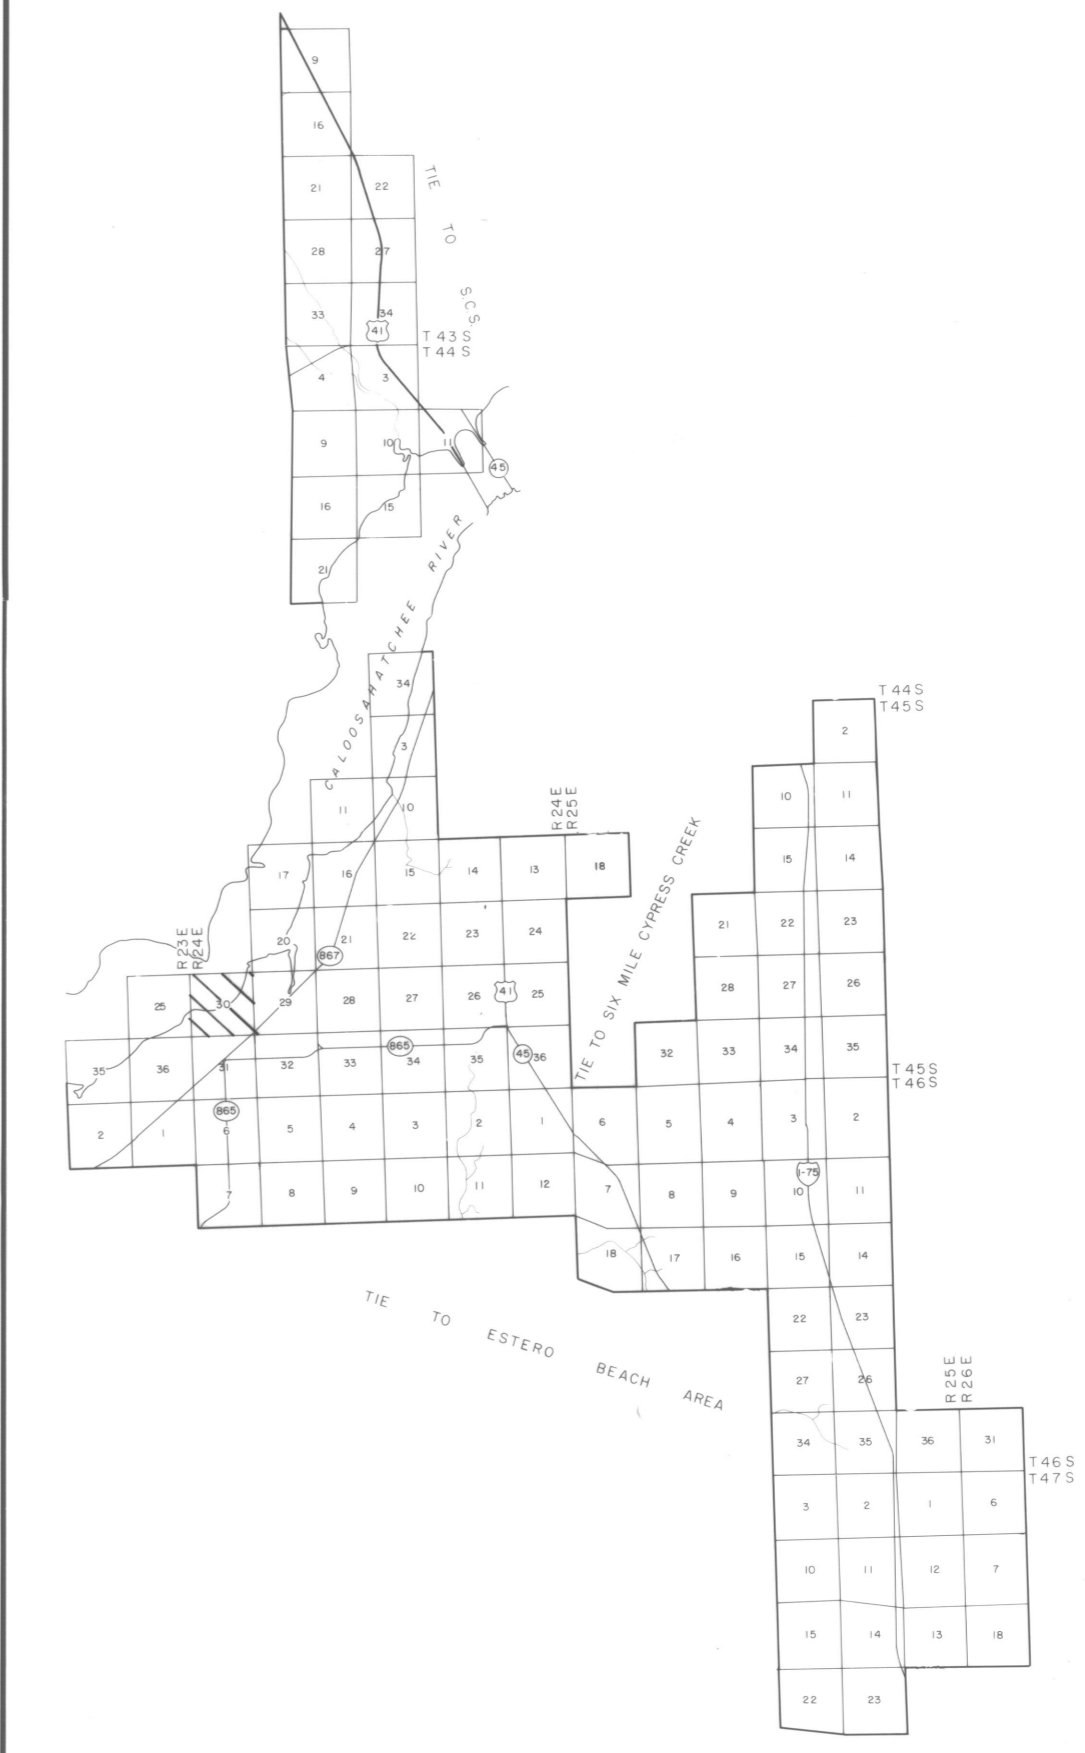 9
16
TIE TO S.C.S.
21 22
28 27
33 34
41
T 43 S
T 44 S
4 3
9 10 11
45
16 15
21
CALOOSAHATCHEE RIVER
34
T 44 S
T 45 S
3
2
11 10
10 11
R 24 E
R 25 E
17 16 15 14 13 18
15 14
TIE TO SIX MILE CYPRESS CREEK
R 23 E
R 24 E
20 21 22 23 24
21 22 23
867
25 30 29 28 27 26 41 25
28 27 26
35 36 31 32 33 865 34 35 45 36
32 33 34 35
T 45 S
T 46 S
865
2 1 6 5 4 3 2 1 6 5 4 3 2
I-75
7 8 9 10 11 12 7 8 9 10 11
18 17 16 15 14
TIE TO ESTERO BEACH AREA
22 23
27 26
R 25 E
R 26 E
34 35 36 31
T 46 S
T 47 S
3 2 1 6
10 11 12 7
15 14 13 18
22 23